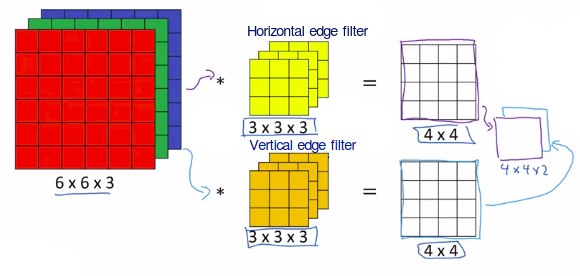 Horizontal edge filter
* =
3 x 3 x 3
4 x 4
Vertical edge filter
6 x 6 x 3
4 x 4 x 2
* =
3 x 3 x 3
4 x 4